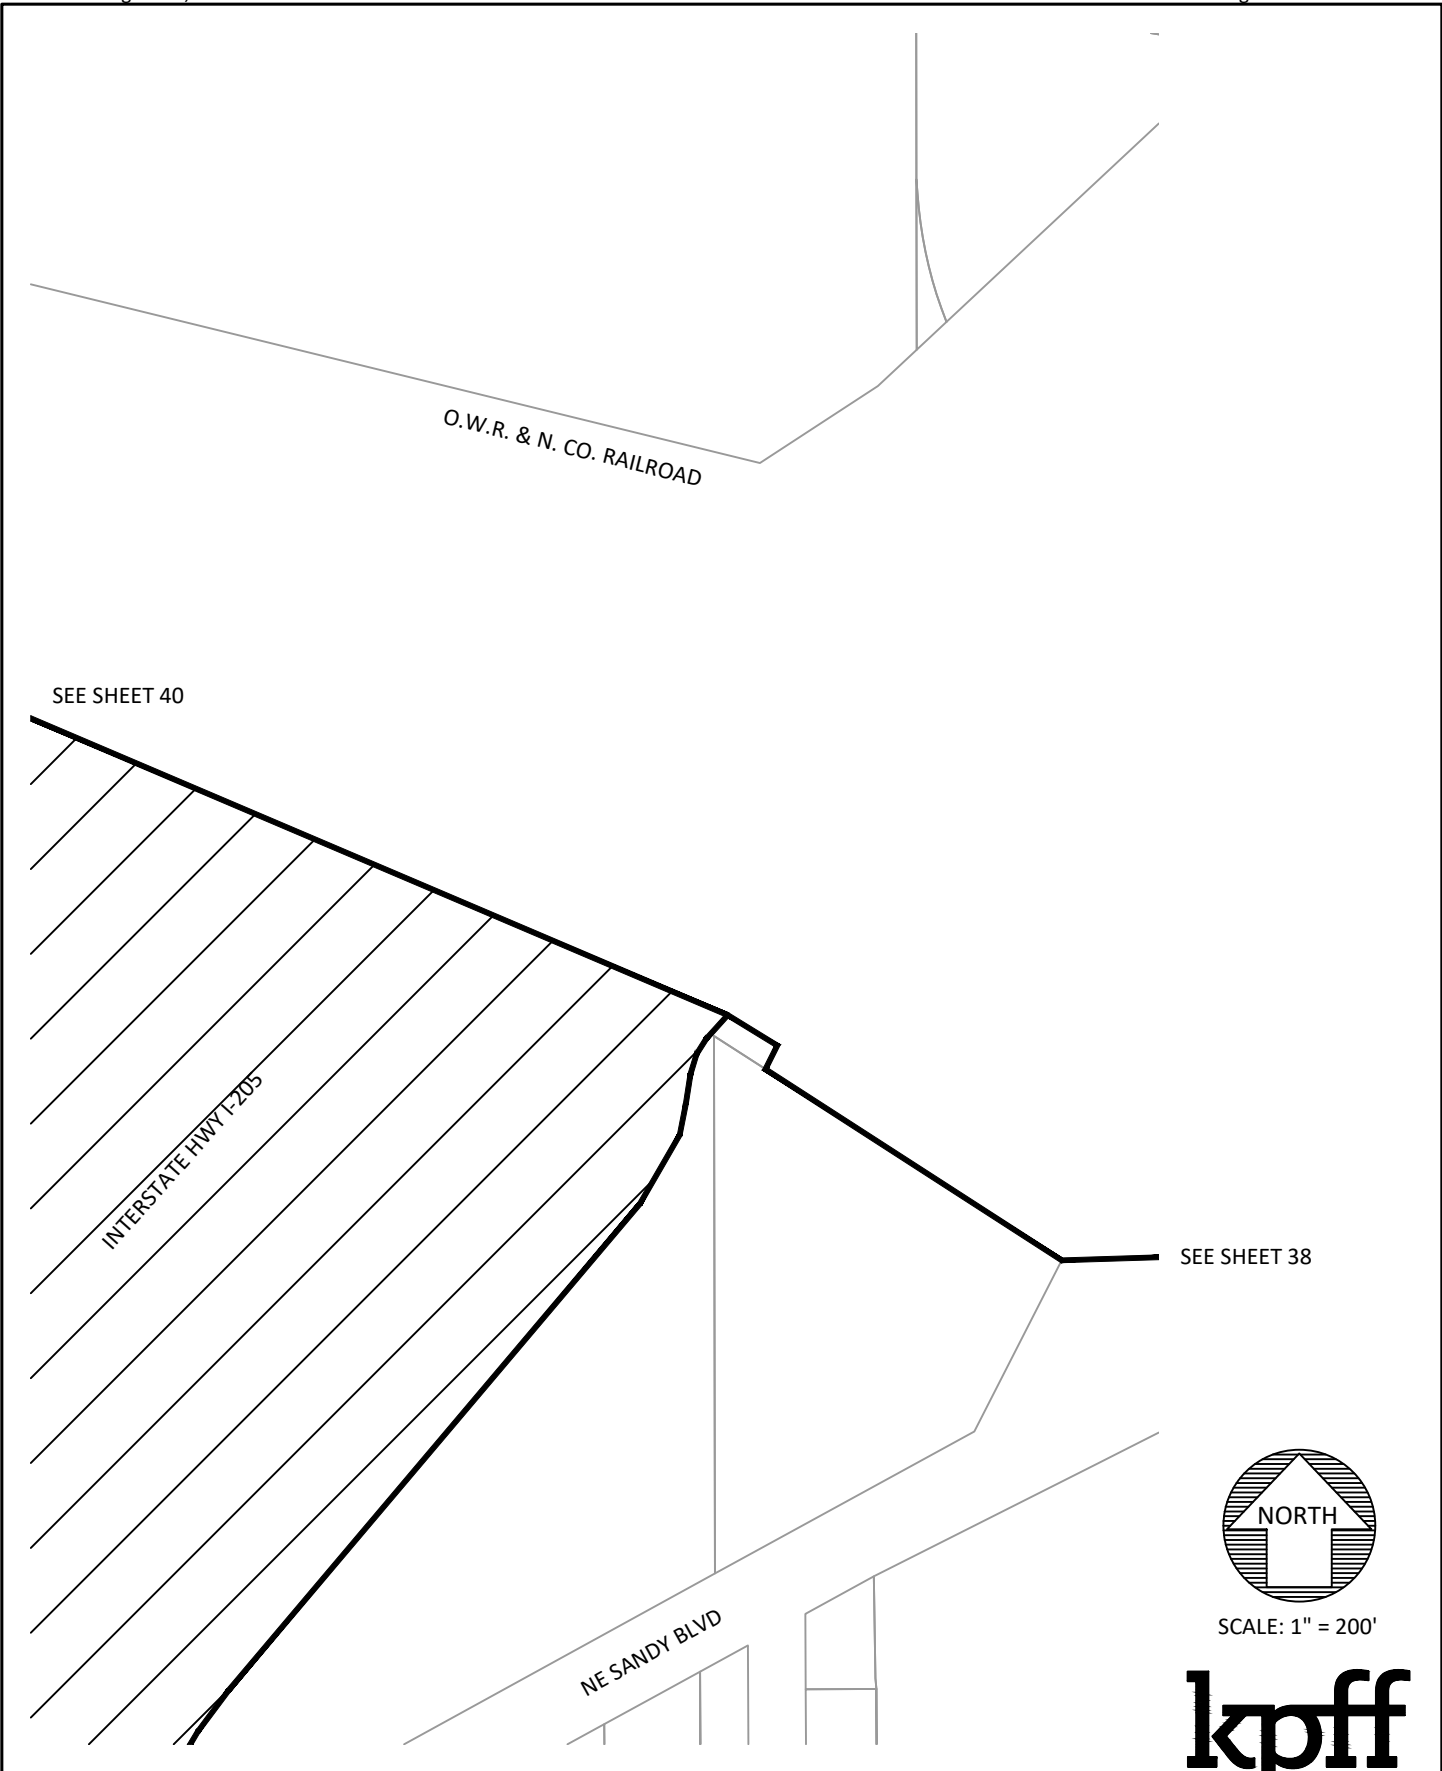 O.W.R. & N. CO. RAILROAD
SEE SHEET 40
INTERSTATE HWY I-205
SEE SHEET 38
NORTH
SCALE: 1" = 200'
NE SANDY BLVD
kpff